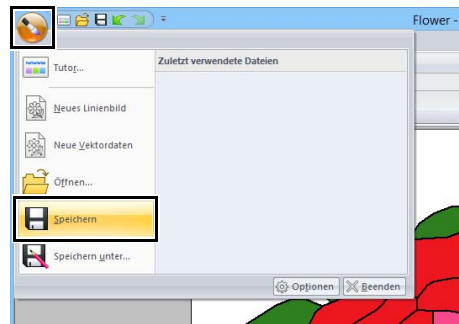 Flower -
Zuletzt verwendete Dateien
Tutor...
Neues Linienbild
Neue Vektordaten
Öffnen...
Speichern
Speichern unter...
Optionen
Beenden